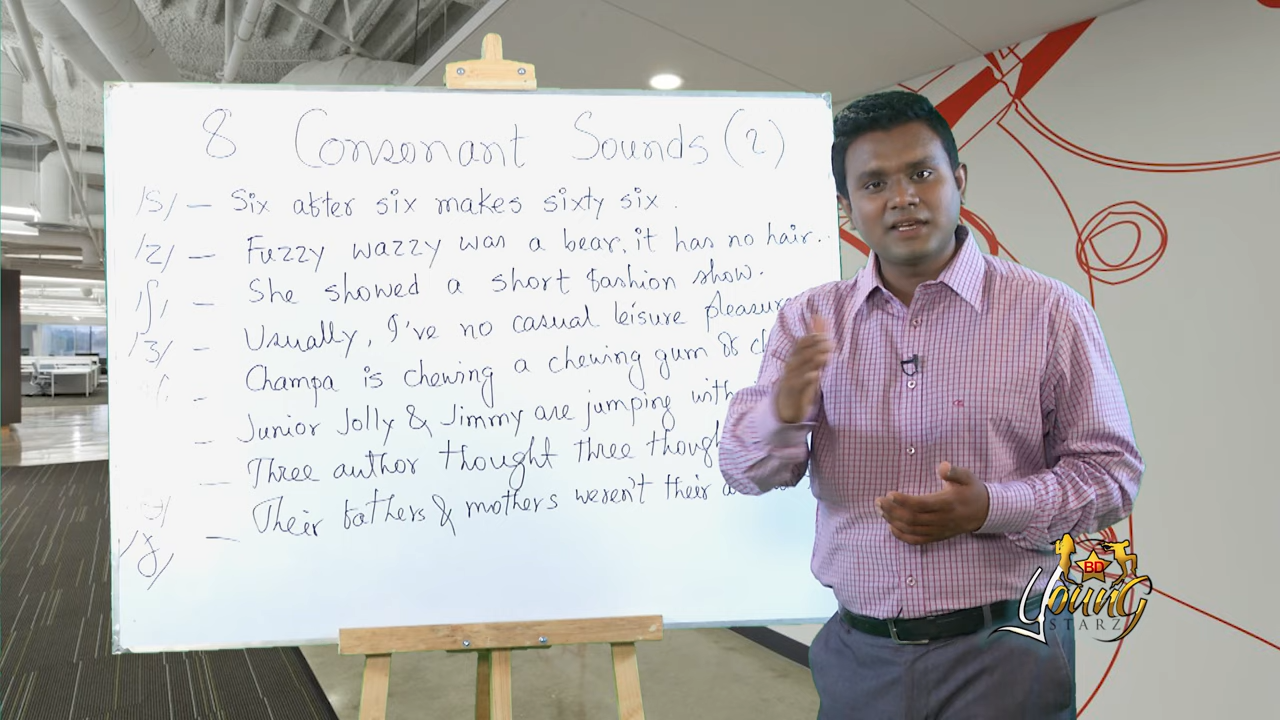 8 Consonant Sounds (2)
/s/ – Six after six makes sixty six.
/z/ – Fuzzy wazzy was a bear, it has no hair.
/ʃ/ – She showed a short fashion show.
/ʒ/ – Usually, I've no casual leisure pleasure
– Champa is chewing a chewing gum &
– Junior Jolly & Jimmy are jumping with
– Three author thought three
– Their fathers & mothers weren't their
BD
Young
STARZ